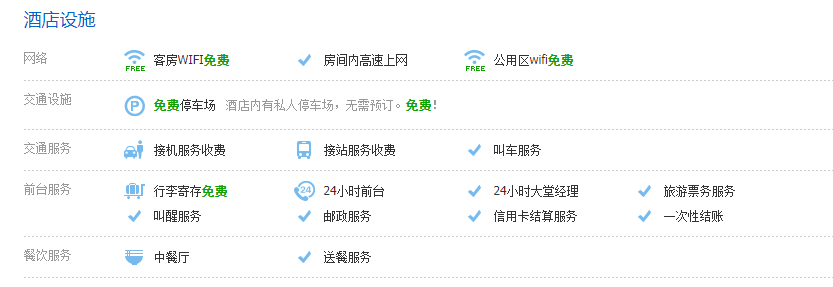 酒店设施
网络 FREE 客房WIFI免费 房间内高速上网 FREE 公用区wifi免费
交通设施 P 免费停车场 酒店内有私人停车场，无需预订。免费！
交通服务 接机服务收费 接站服务收费 叫车服务
前台服务 行李寄存免费 24 24小时前台 24小时大堂经理 旅游票务服务
叫醒服务 邮政服务 信用卡结算服务 一次性结账
餐饮服务 中餐厅 送餐服务